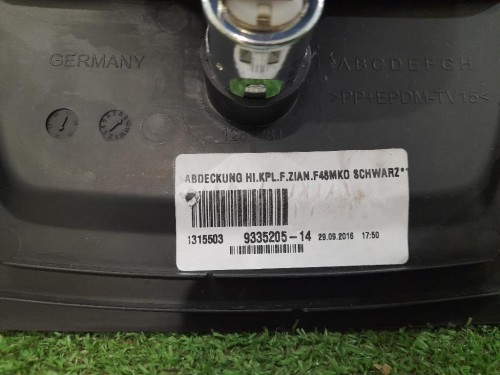 GERMANY
ABCDEFGH
>PP+EPDM-TV15<
ABDECKUNG HI.KPL.F.ZIAN.F48MKO SCHWARZ*
1315503 9335205-14 29.09.2016 17:50